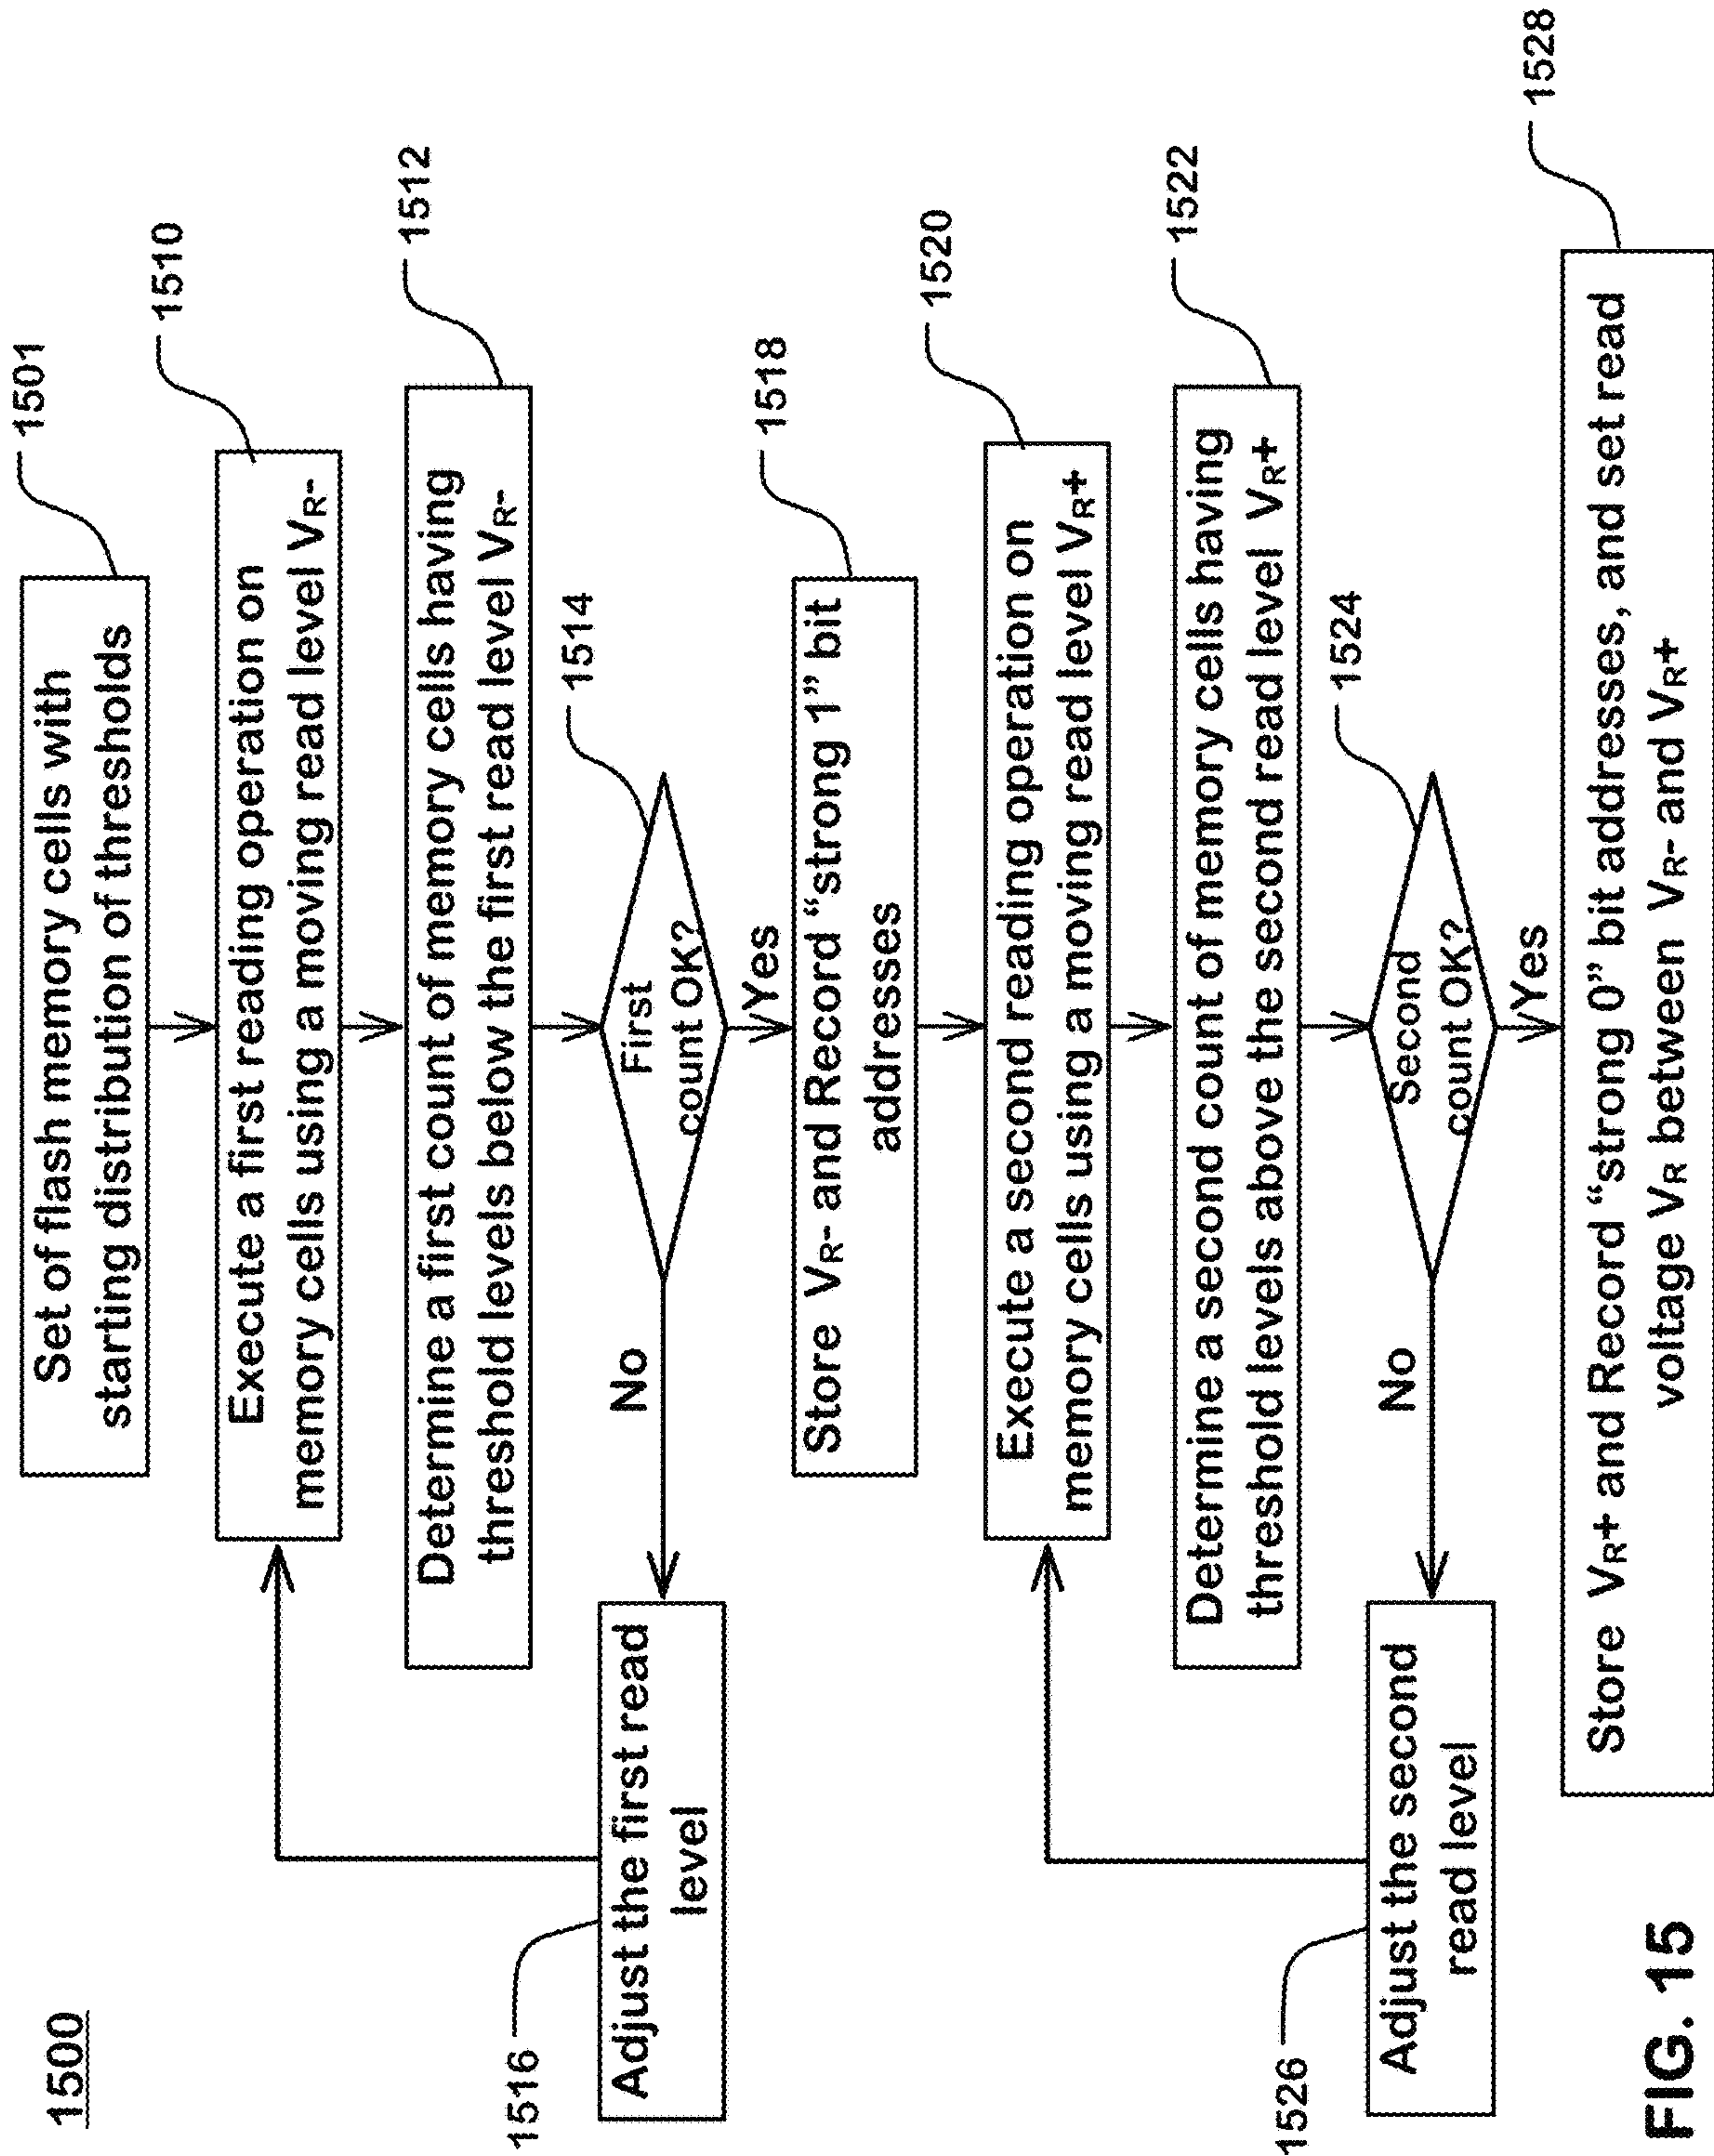 1500
Set of flash memory cells with
starting distribution of thresholds
1501
Execute a first reading operation on
memory cells using a moving read level VR-
1510
Determine a first count of memory cells having
threshold levels below the first read level VR-
1512
First
count OK?
1514
No
Yes
Adjust the first read
level
1516
Store VR- and Record “strong 1” bit
addresses
1518
Execute a second reading operation on
memory cells using a moving read level VR+
1520
Determine a second count of memory cells having
threshold levels above the second read level VR+
1522
Second
count OK?
1524
No
Yes
Adjust the second
read level
1526
Store VR+ and Record “strong 0” bit addresses, and set read
voltage VR between VR- and VR+
1528
FIG. 15